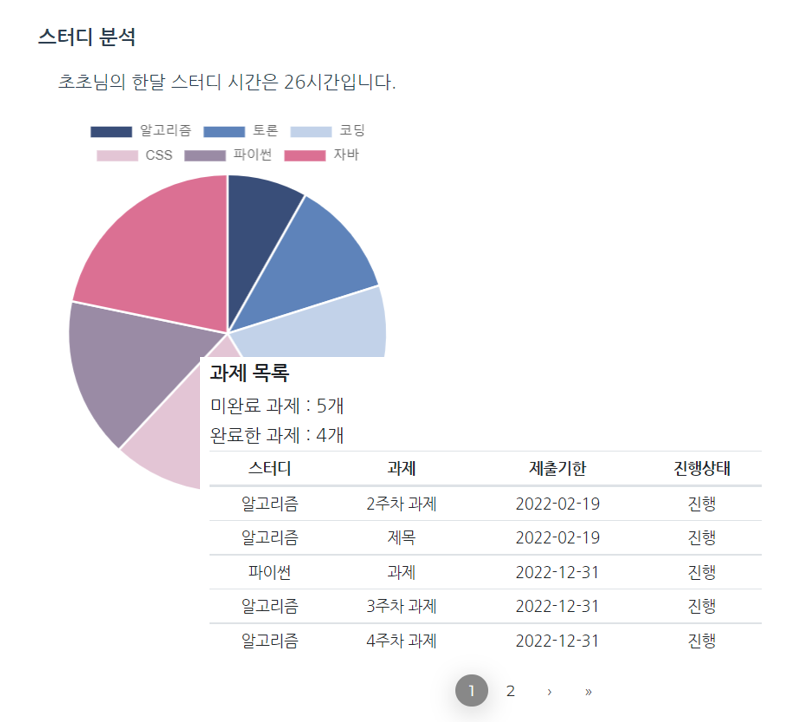 스터디 분석
초초님의 한달 스터디 시간은 26시간입니다.
알고리즘 토론 코딩
CSS 파이썬 자바
과제 목록
미완료 과제 : 5개
완료한 과제 : 4개
스터디 과제 제출기한 진행상태
알고리즘 2주차 과제 2022-02-19 진행
알고리즘 제목 2022-02-19 진행
파이썬 과제 2022-12-31 진행
알고리즘 3주차 과제 2022-12-31 진행
알고리즘 4주차 과제 2022-12-31 진행
1 2 › »